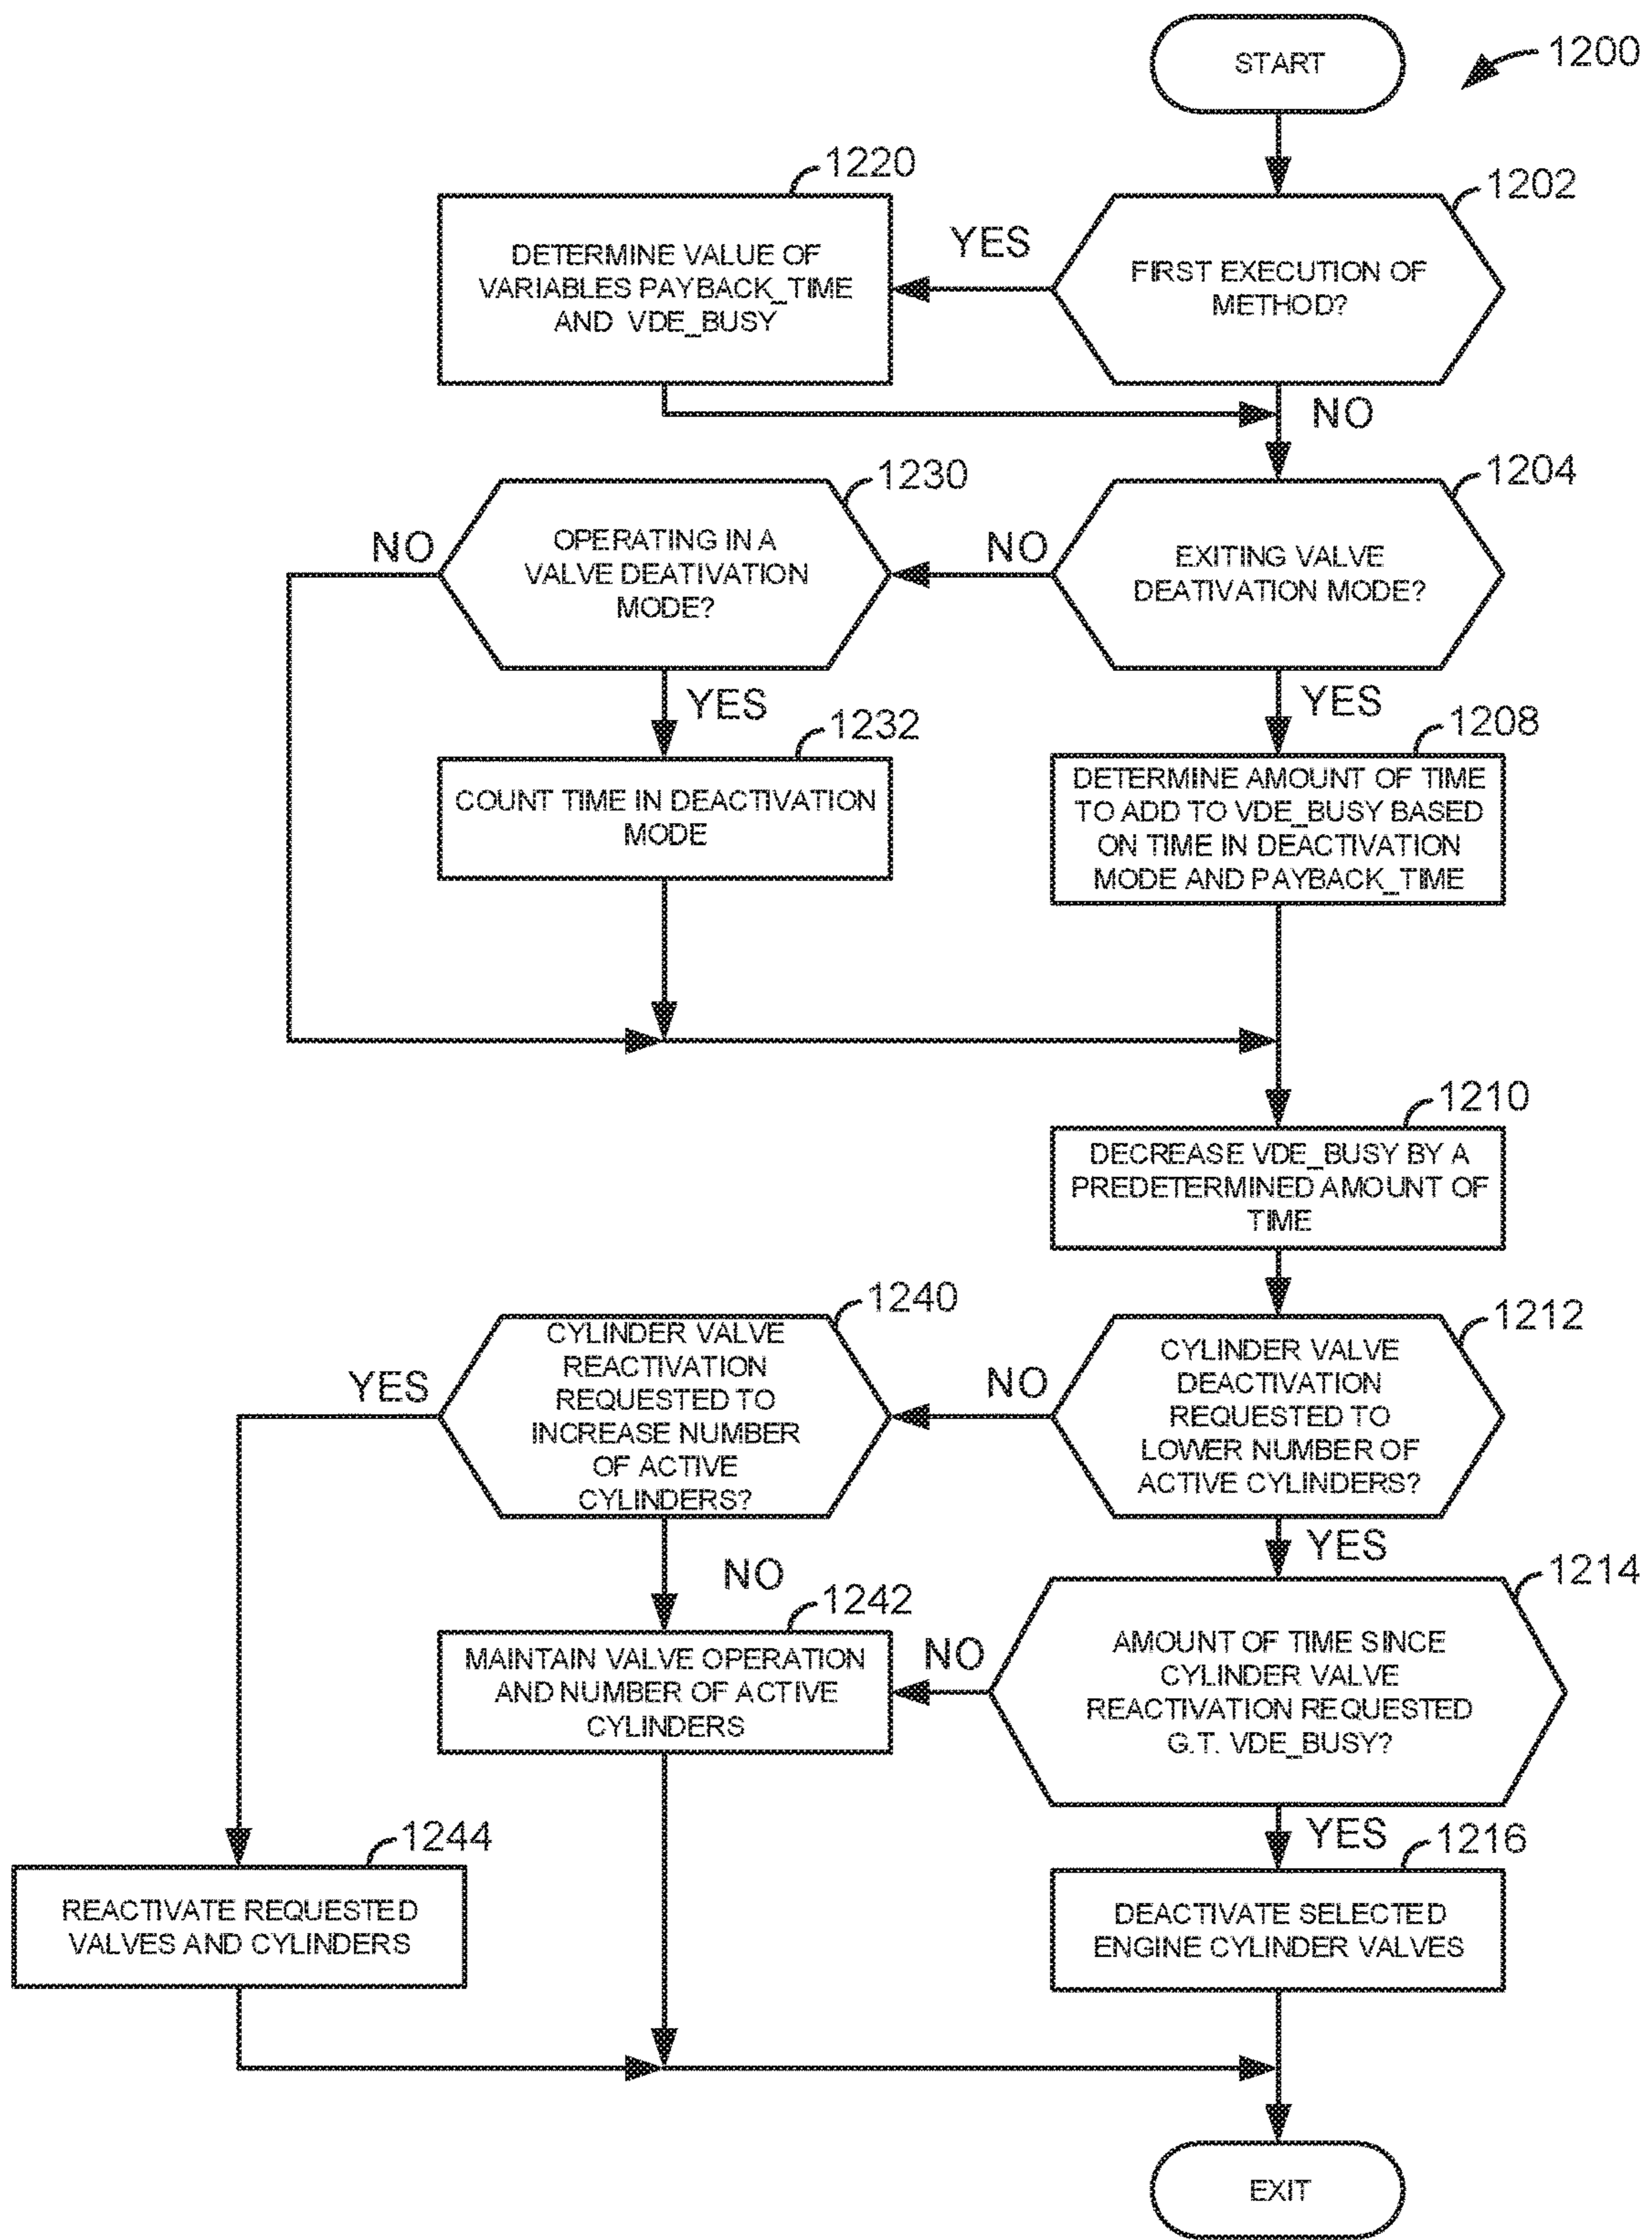 START
1200
1220
1202
DETERMINE VALUE OF
VARIABLES PAYBACK_TIME
AND VDE_BUSY
YES
FIRST EXECUTION OF
METHOD?
NO
1230
1204
NO
OPERATING IN A
VALVE DEATIVATION
MODE?
NO
EXITING VALVE
DEATIVATION MODE?
YES
YES
1232
1208
COUNT TIME IN DEACTIVATION
MODE
DETERMINE AMOUNT OF TIME
TO ADD TO VDE_BUSY BASED
ON TIME IN DEACTIVATION
MODE AND PAYBACK_TIME
1210
DECREASE VDE_BUSY BY A
PREDETERMINED AMOUNT OF
TIME
1240
1212
YES
CYLINDER VALVE
REACTIVATION
REQUESTED TO
INCREASE NUMBER
OF ACTIVE
CYLINDERS?
NO
CYLINDER VALVE
DEACTIVATION
REQUESTED TO
LOWER NUMBER OF
ACTIVE CYLINDERS?
NO
YES
1242
1214
MAINTAIN VALVE OPERATION
AND NUMBER OF ACTIVE
CYLINDERS
NO
AMOUNT OF TIME SINCE
CYLINDER VALVE
REACTIVATION REQUESTED
G.T. VDE_BUSY?
YES
1244
1216
REACTIVATE REQUESTED
VALVES AND CYLINDERS
DEACTIVATE SELECTED
ENGINE CYLINDER VALVES
EXIT